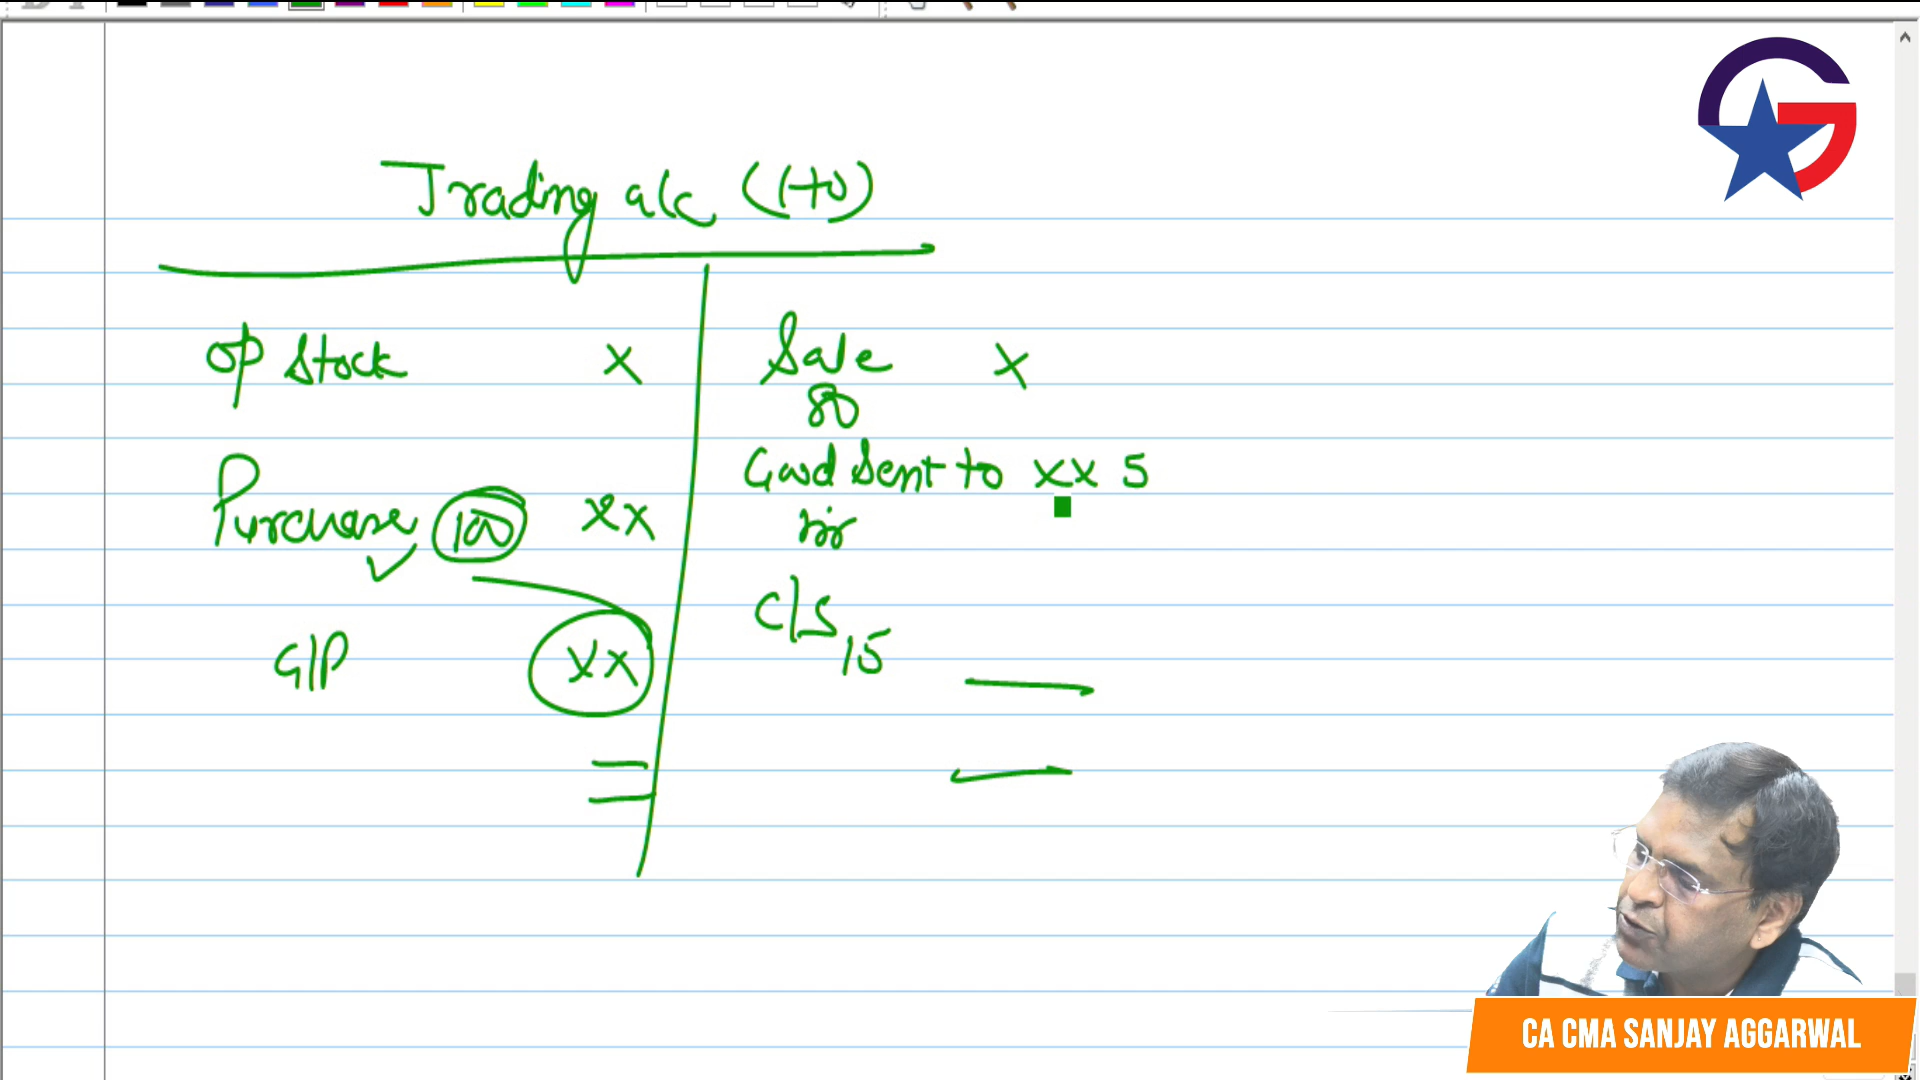 Trading a/c (HO)
Op Stock X
Sale X
80
Purchase 100 XX
Good Sent to XX 5
C/S 15
G/P XX
CA CMA SANJAY AGGARWAL